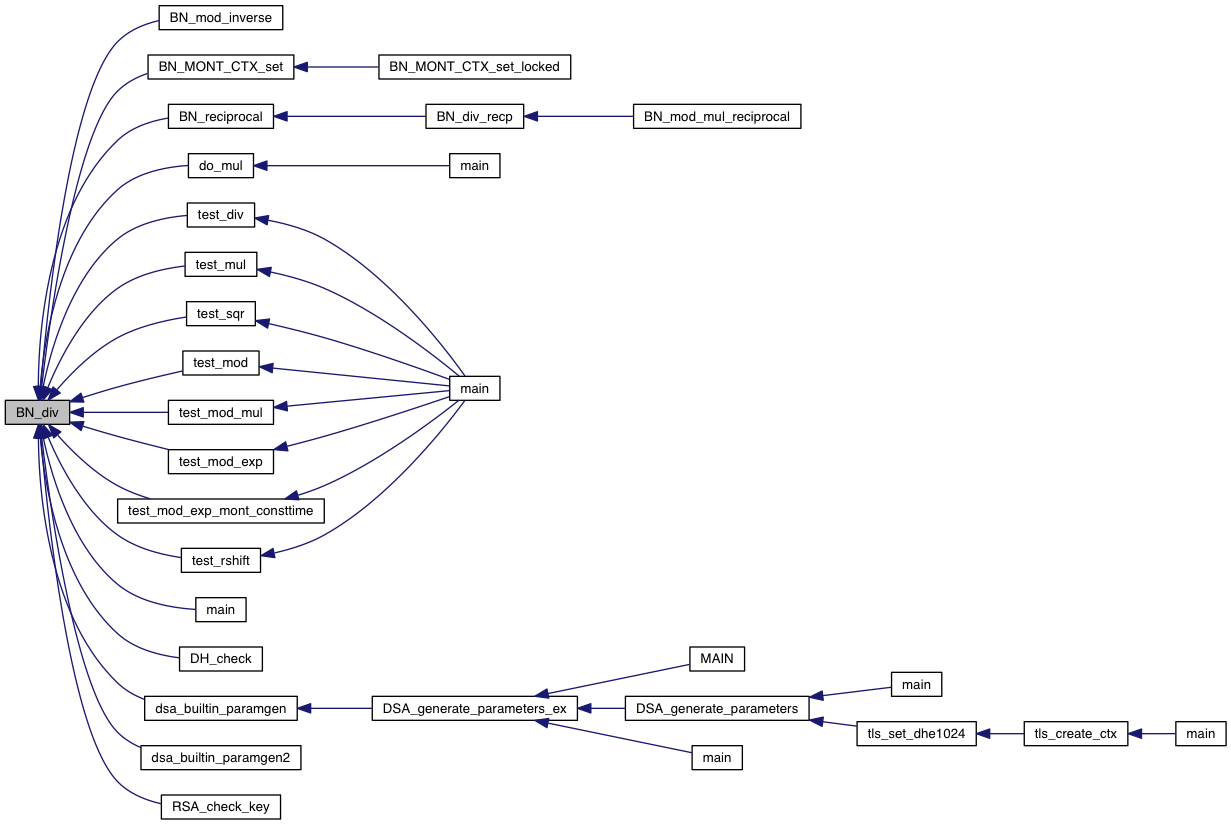 BN_mod_inverse
BN_MONT_CTX_set
BN_MONT_CTX_set_locked
BN_reciprocal
BN_div_recp
BN_mod_mul_reciprocal
do_mul
main
test_div
test_mul
test_sqr
test_mod
main
BN_div
test_mod_mul
test_mod_exp
test_mod_exp_mont_consttime
test_rshift
main
DH_check
MAIN
main
dsa_builtin_paramgen
DSA_generate_parameters_ex
DSA_generate_parameters
tls_set_dhe1024
tls_create_ctx
main
dsa_builtin_paramgen2
main
RSA_check_key